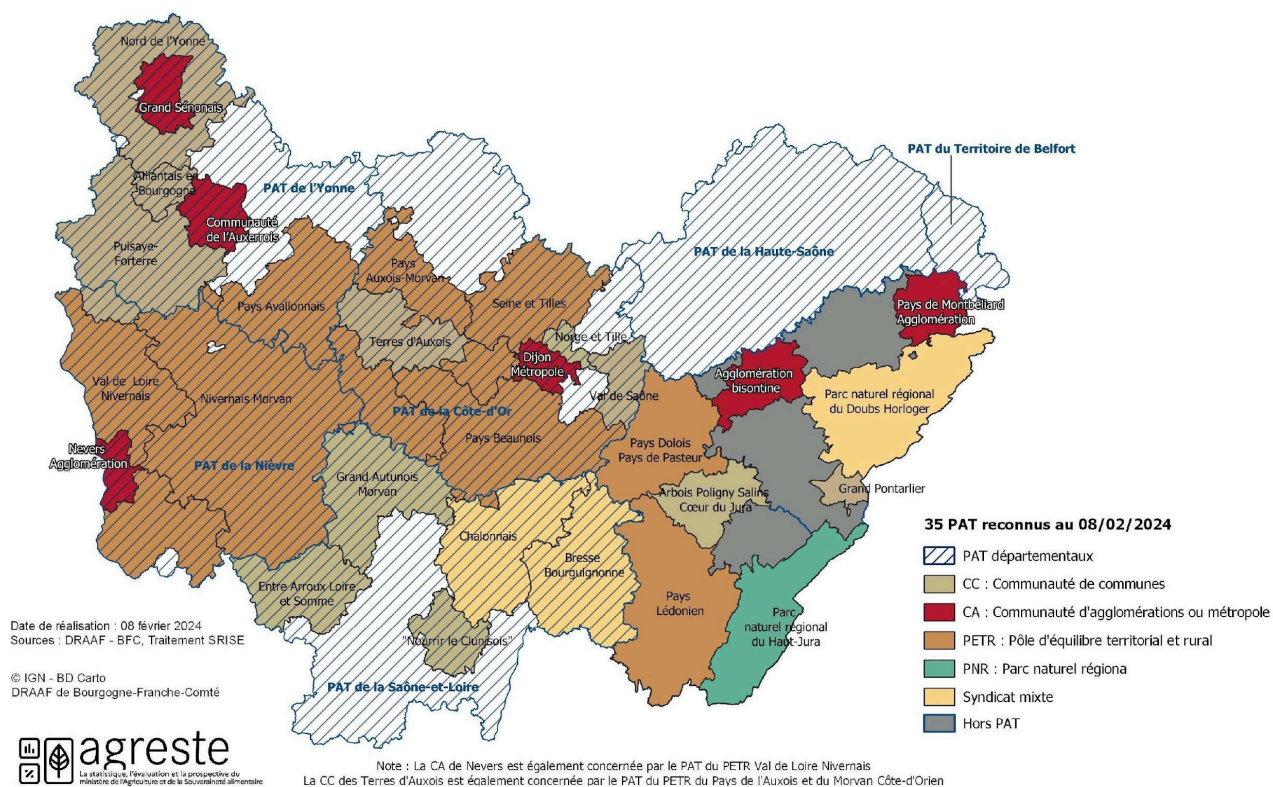 Nord de l'Yonne
Grand Sénonais
PAT du Territoire de Belfort
Aillantais en
Bourgogne
PAT de l'Yonne
Communauté
de l'Auxerrois
Puisaye-
Forterre
PAT de la Haute-Saône
Pays
Auxois-Morvan
Pays Avallonnais
Seine et Tilles
Pays de Montbéliard
Agglomération
Terres d'Auxois
Norge et Tille
Dijon
Métropole
Agglomération
bisontine
Val de Loire
Nivernais
Nivernais Morvan
Val de Saône
Parc naturel régional
du Doubs Horloger
PAT de la Côte-d'Or
Pays Beaunois
Pays Dolois
Pays de Pasteur
Nevers
Agglomération
PAT de la Nièvre
Grand Autunois
Morvan
Arbois Poligny Salins
Cœur du Jura
Grand Pontarlier
Chalonnais
Bresse
Bourguignonne
Entre Arroux Loire
et Somme
Pays
Lédonien
Parc
naturel régional
du Haut-Jura
"Nourrir le Clunisois"
PAT de la Saône-et-Loire
35 PAT reconnus au 08/02/2024
PAT départementaux
CC : Communauté de communes
CA : Communauté d'agglomérations ou métropole
PETR : Pôle d'équilibre territorial et rural
PNR : Parc naturel régiona
Syndicat mixte
Hors PAT
Date de réalisation : 08 février 2024
Sources : DRAAF - BFC, Traitement SRISE
© IGN - BD Carto
DRAAF de Bourgogne-Franche-Comté
agreste
La statistique, l'évaluation et la prospective du
ministère de l'Agriculture et de la Souveraineté alimentaire
Note : La CA de Nevers est également concernée par le PAT du PETR Val de Loire Nivernais
La CC des Terres d'Auxois est également concernée par le PAT du PETR du Pays de l'Auxois et du Morvan Côte-d'Orien